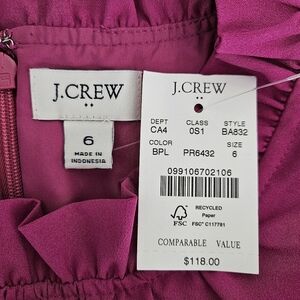 J.CREW
6
MADE IN
INDONESIA
J.CREW
DEPT CLASS STYLE
CA4 0S1 BA832
COLOR SIZE
BPL PR6432 6
099106702106
RECYCLED
Paper
FSC FSC® C117781
COMPARABLE VALUE
$118.00